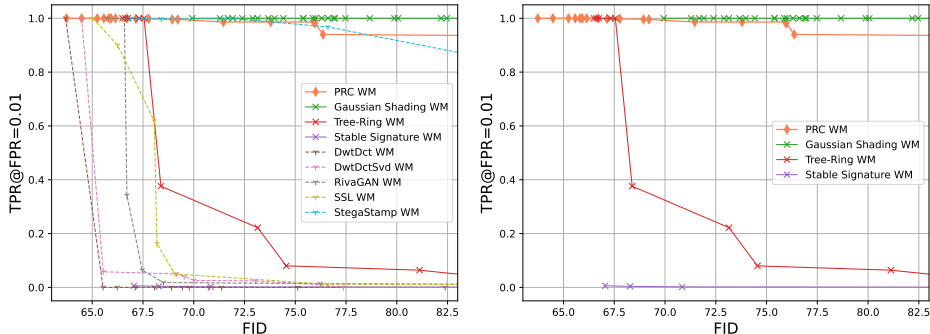 1.0
0.8
0.6
0.4
0.2
0.0
TPR@FPR=0.01
65.0 67.5 70.0 72.5 75.0 77.5 80.0 82.5
FID
PRC WM
Gaussian Shading WM
Tree-Ring WM
Stable Signature WM
DwtDct WM
DwtDctSvd WM
RivaGAN WM
SSL WM
StegaStamp WM
1.0
0.8
0.6
0.4
0.2
0.0
TPR@FPR=0.01
65.0 67.5 70.0 72.5 75.0 77.5 80.0 82.5
FID
PRC WM
Gaussian Shading WM
Tree-Ring WM
Stable Signature WM